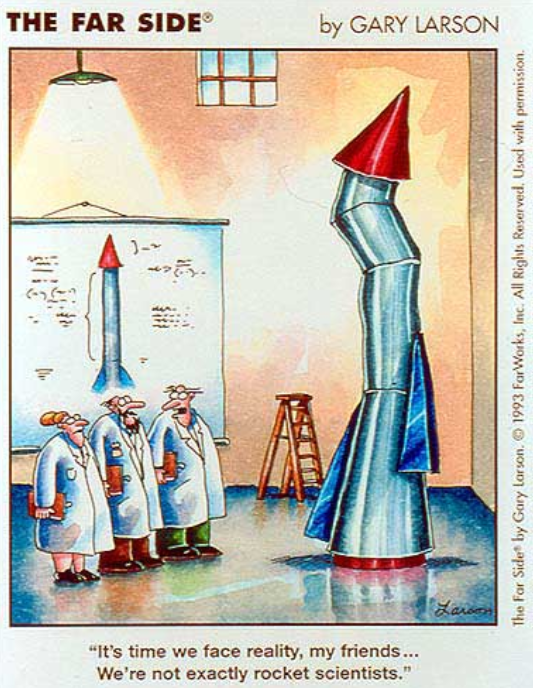 THE FAR SIDE® by GARY LARSON
"It's time we face reality, my friends...
We're not exactly rocket scientists."
Larson
The Far Side® by Gary Larson. © 1993 FarWorks, Inc. All Rights Reserved. Used with permission.